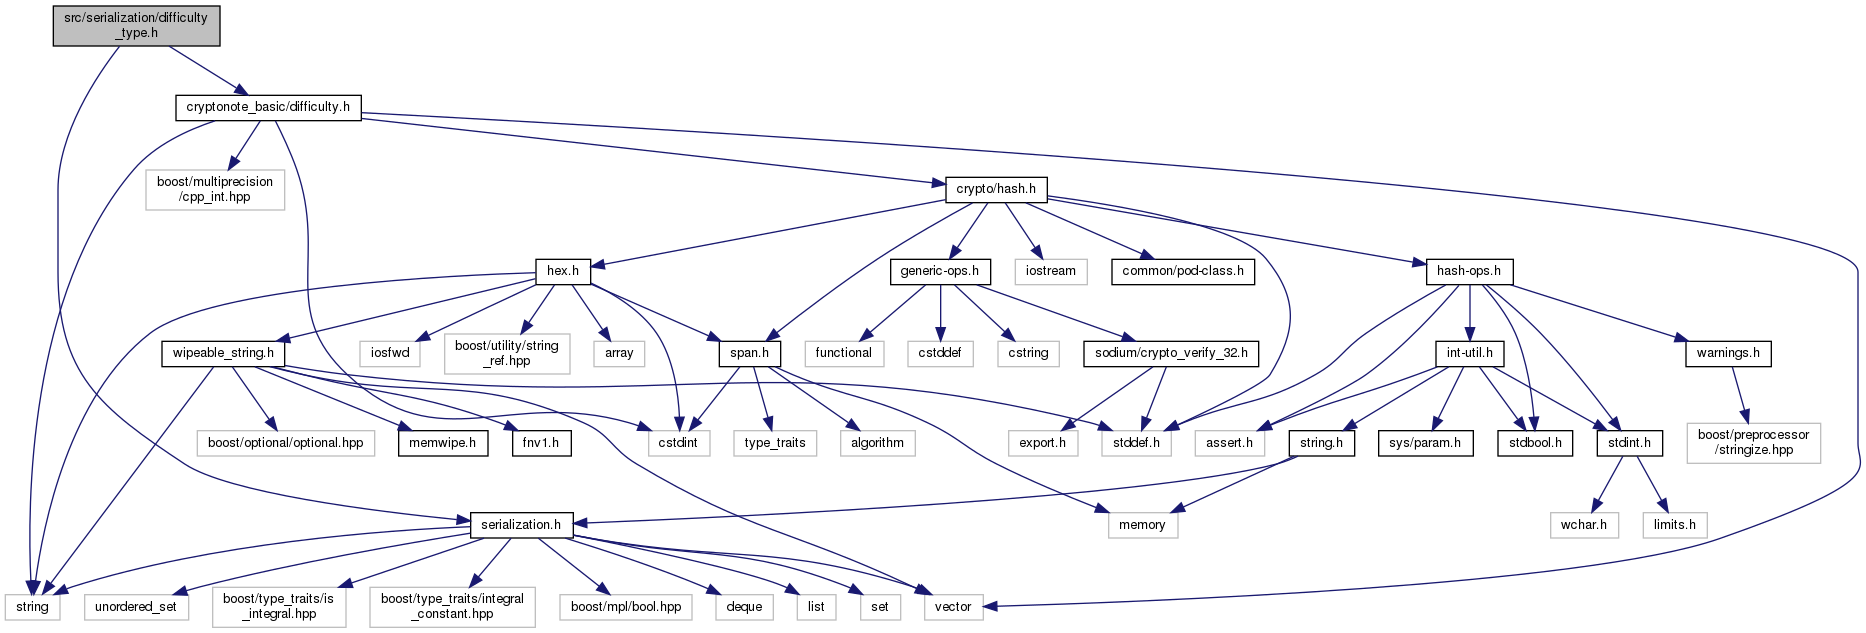 src/serialization/difficulty
_type.h
cryptonote_basic/difficulty.h
boost/multiprecision
/cpp_int.hpp
crypto/hash.h
hex.h
generic-ops.h
iostream
common/pod-class.h
hash-ops.h
wipeable_string.h
iosfwd
boost/utility/string
_ref.hpp
array
span.h
functional
cstddef
cstring
sodium/crypto_verify_32.h
int-util.h
warnings.h
boost/optional/optional.hpp
memwipe.h
fnv1.h
cstdint
type_traits
algorithm
export.h
stddef.h
assert.h
string.h
sys/param.h
stdbool.h
stdint.h
boost/preprocessor
/stringize.hpp
serialization.h
memory
wchar.h
limits.h
string
unordered_set
boost/type_traits/is
_integral.hpp
boost/type_traits/integral
_constant.hpp
boost/mpl/bool.hpp
deque
list
set
vector